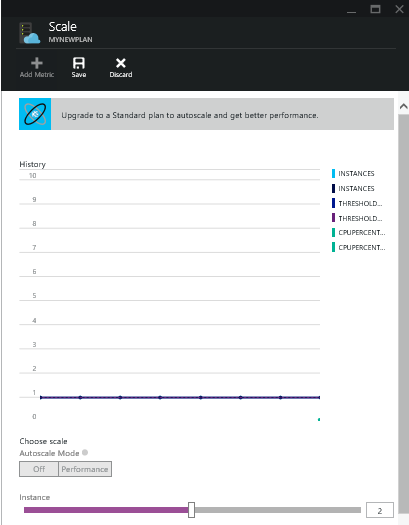 Scale
MYNEWPLAN
Add Metric Save Discard
Upgrade to a Standard plan to autoscale and get better performance.
History
10
9
8
7
6
5
4
3
2
1
0
INSTANCES
INSTANCES
THRESHOLD...
THRESHOLD...
CPUPERCENT...
CPUPERCENT...
Choose scale
Autoscale Mode
Off Performance
Instance
2